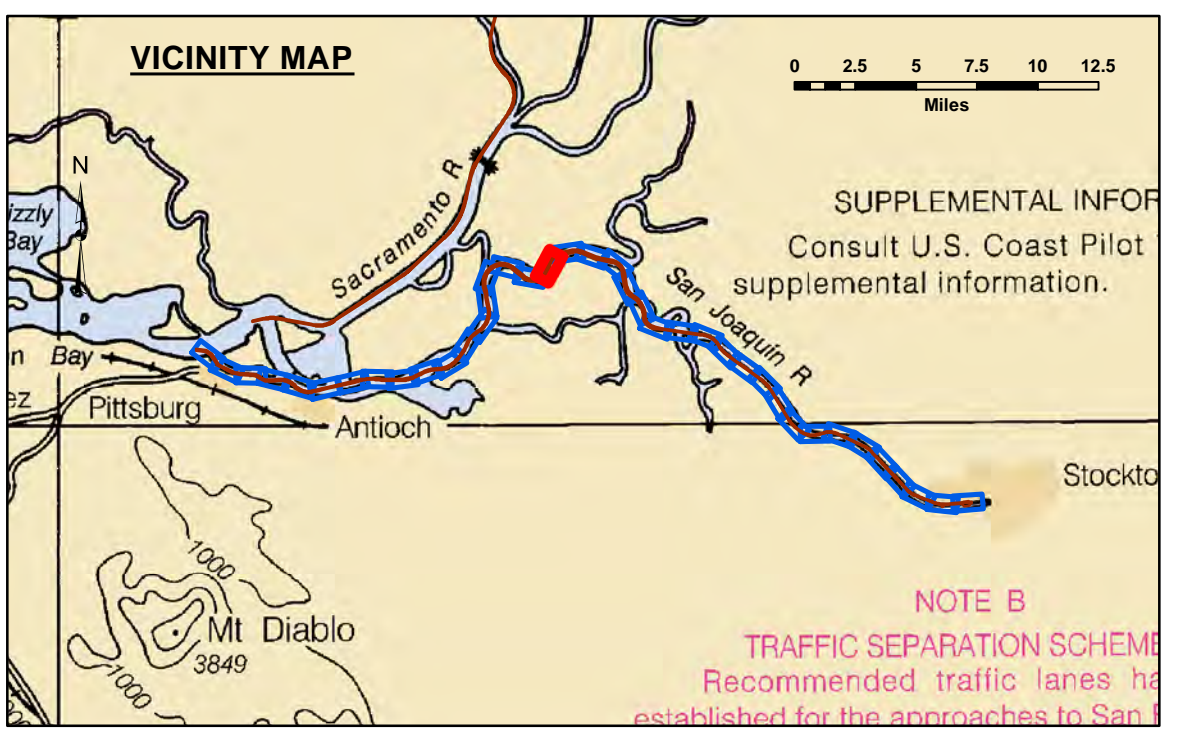 VICINITY MAP
0 2.5 5 7.5 10 12.5
Miles
N
Sacramento R
izzly
Bay
SUPPLEMENTAL INFOR
Consult U.S. Coast Pilot
supplemental information.
San Joaquin R
n Bay
ez
Pittsburg
Antioch
Stockto
1000
Mt Diablo
3849
1000
NOTE B
TRAFFIC SEPARATION SCHEME
Recommended traffic lanes ha
established for the approaches to San F